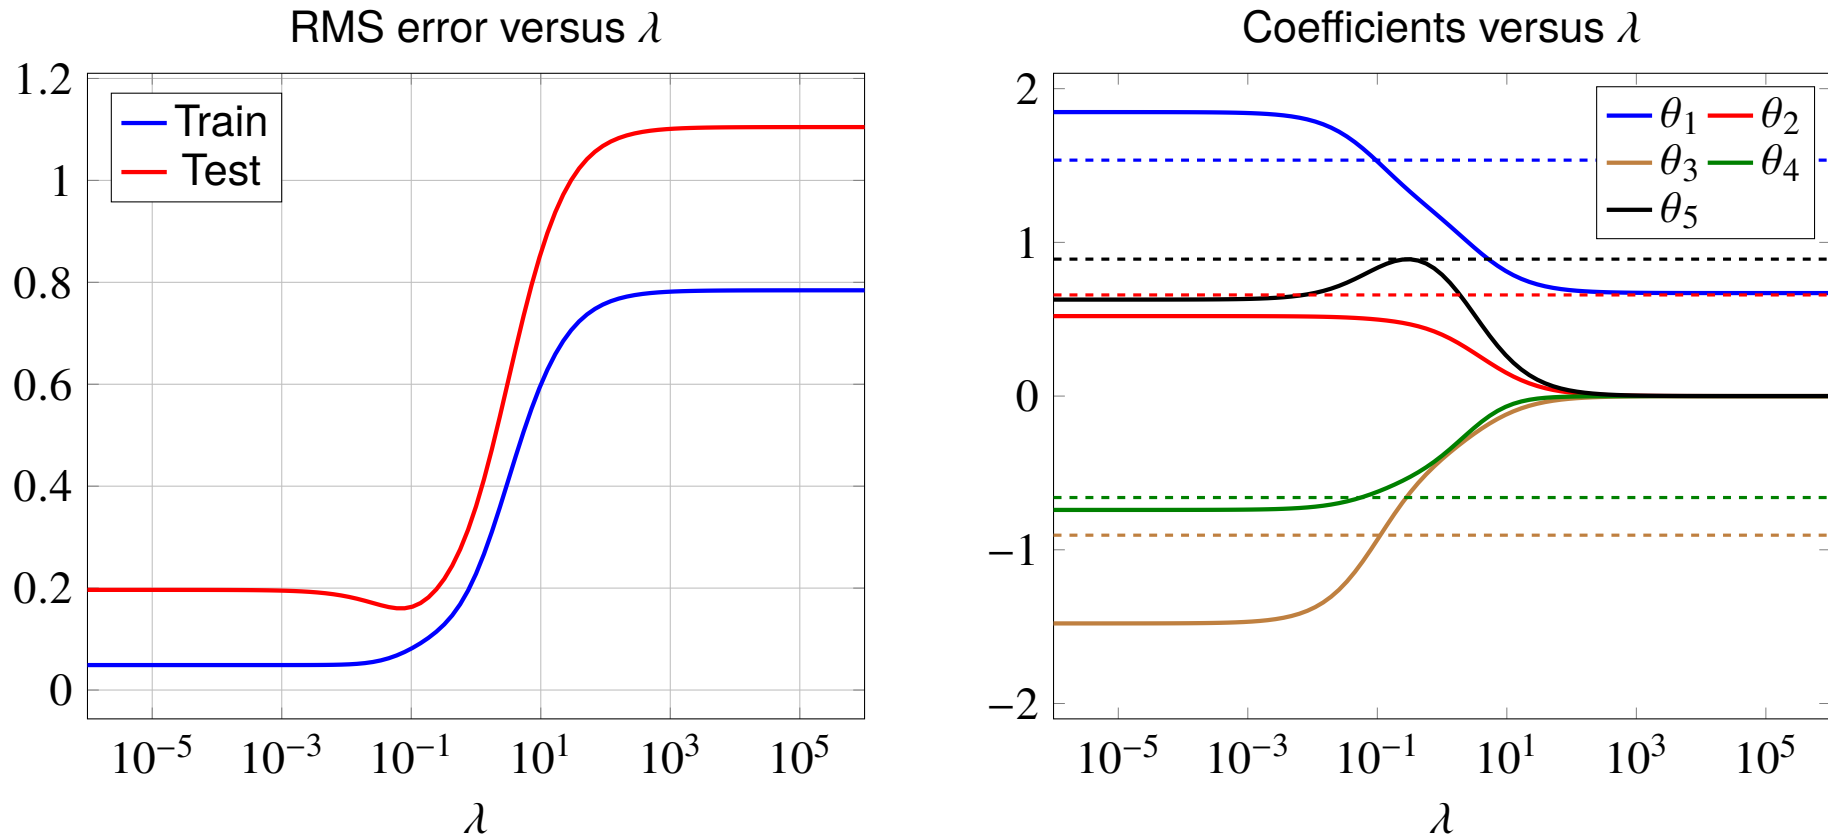 RMS error versus λ
1.2
1
0.8
0.6
0.4
0.2
0
Train
Test
10⁻⁵ 10⁻³ 10⁻¹ 10¹ 10³ 10⁵
λ
Coefficients versus λ
2
1
0
−1
−2
θ₁ θ₂
θ₃ θ₄
θ₅
10⁻⁵ 10⁻³ 10⁻¹ 10¹ 10³ 10⁵
λ